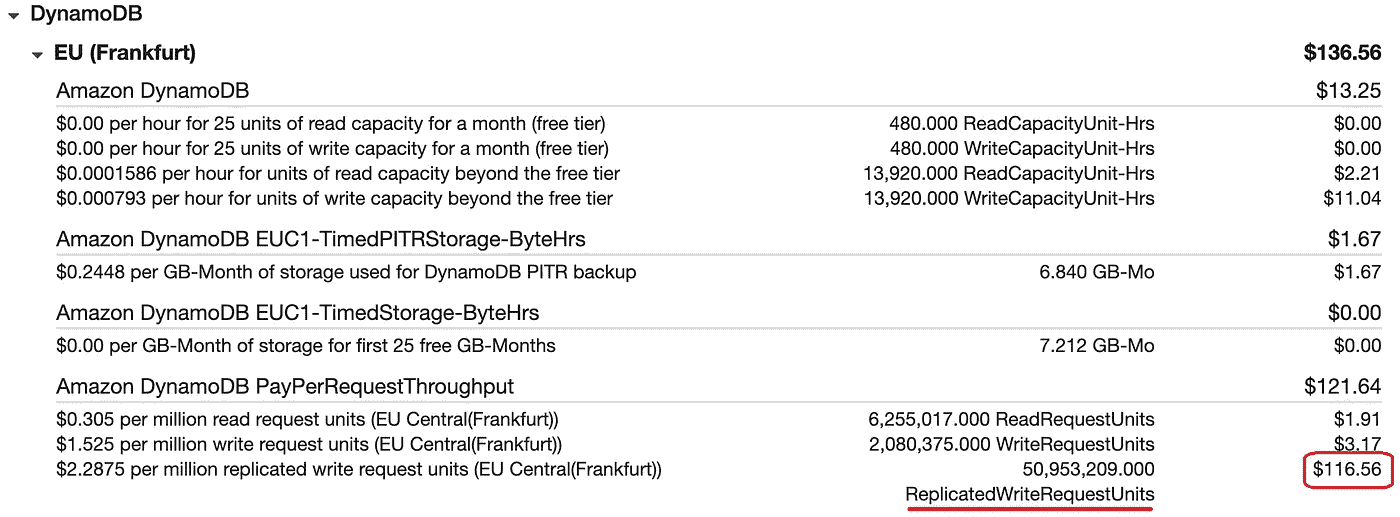 DynamoDB
EU (Frankfurt) $136.56
Amazon DynamoDB $13.25
$0.00 per hour for 25 units of read capacity for a month (free tier) 480.000 ReadCapacityUnit-Hrs $0.00
$0.00 per hour for 25 units of write capacity for a month (free tier) 480.000 WriteCapacityUnit-Hrs $0.00
$0.0001586 per hour for units of read capacity beyond the free tier 13,920.000 ReadCapacityUnit-Hrs $2.21
$0.000793 per hour for units of write capacity beyond the free tier 13,920.000 WriteCapacityUnit-Hrs $11.04
Amazon DynamoDB EUC1-TimedPITRStorage-ByteHrs $1.67
$0.2448 per GB-Month of storage used for DynamoDB PITR backup 6.840 GB-Mo $1.67
Amazon DynamoDB EUC1-TimedStorage-ByteHrs $0.00
$0.00 per GB-Month of storage for first 25 free GB-Months 7.212 GB-Mo $0.00
Amazon DynamoDB PayPerRequestThroughput $121.64
$0.305 per million read request units (EU Central(Frankfurt)) 6,255,017.000 ReadRequestUnits $1.91
$1.525 per million write request units (EU Central(Frankfurt)) 2,080,375.000 WriteRequestUnits $3.17
$2.2875 per million replicated write request units (EU Central(Frankfurt)) 50,953,209.000 $116.56
ReplicatedWriteRequestUnits